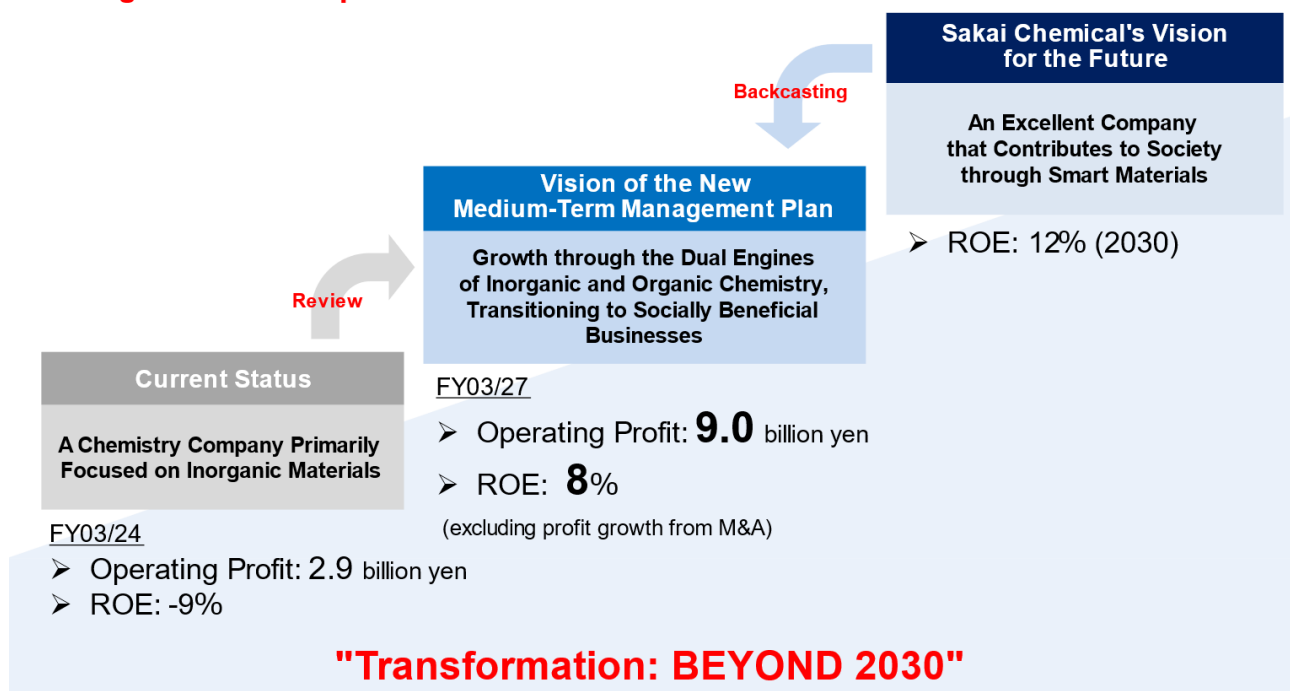 Sakai Chemical's Vision
for the Future
An Excellent Company
that Contributes to Society
through Smart Materials
➢ ROE: 12% (2030)
Backcasting
Vision of the New
Medium-Term Management Plan
Growth through the Dual Engines
of Inorganic and Organic Chemistry,
Transitioning to Socially Beneficial
Businesses
FY03/27
➢ Operating Profit: 9.0 billion yen
➢ ROE: 8%
(excluding profit growth from M&A)
Review
Current Status
A Chemistry Company Primarily
Focused on Inorganic Materials
FY03/24
➢ Operating Profit: 2.9 billion yen
➢ ROE: -9%
"Transformation: BEYOND 2030"